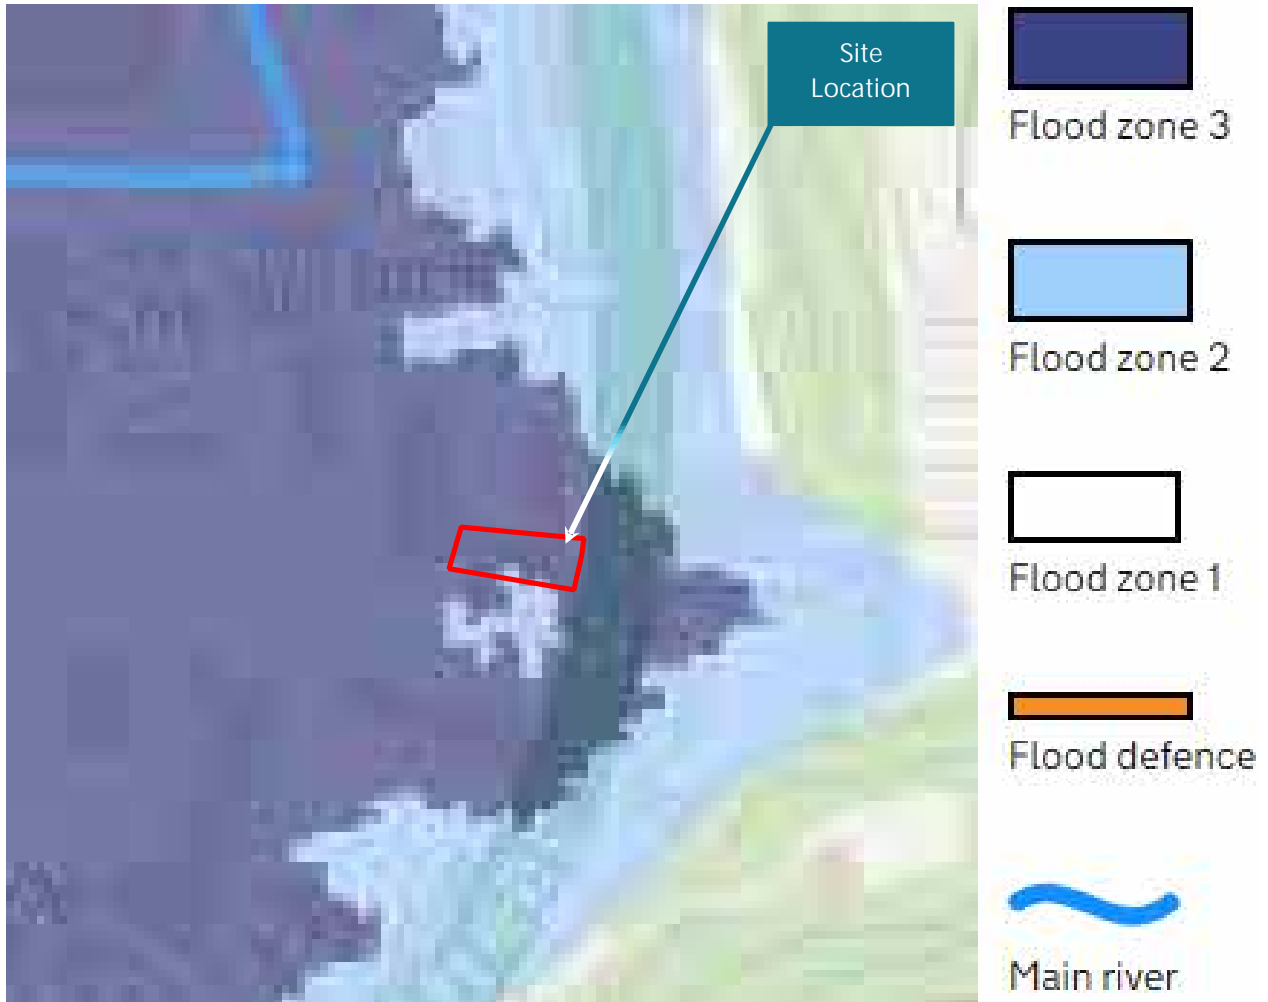 Site
Location
Flood zone 3
Flood zone 2
Flood zone 1
Flood defence
Main river